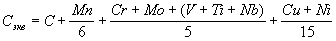 Cэкв = C + Mn/6 + Cr + Mo + (V + Ti + Nb)/5 + Cu + Ni/15